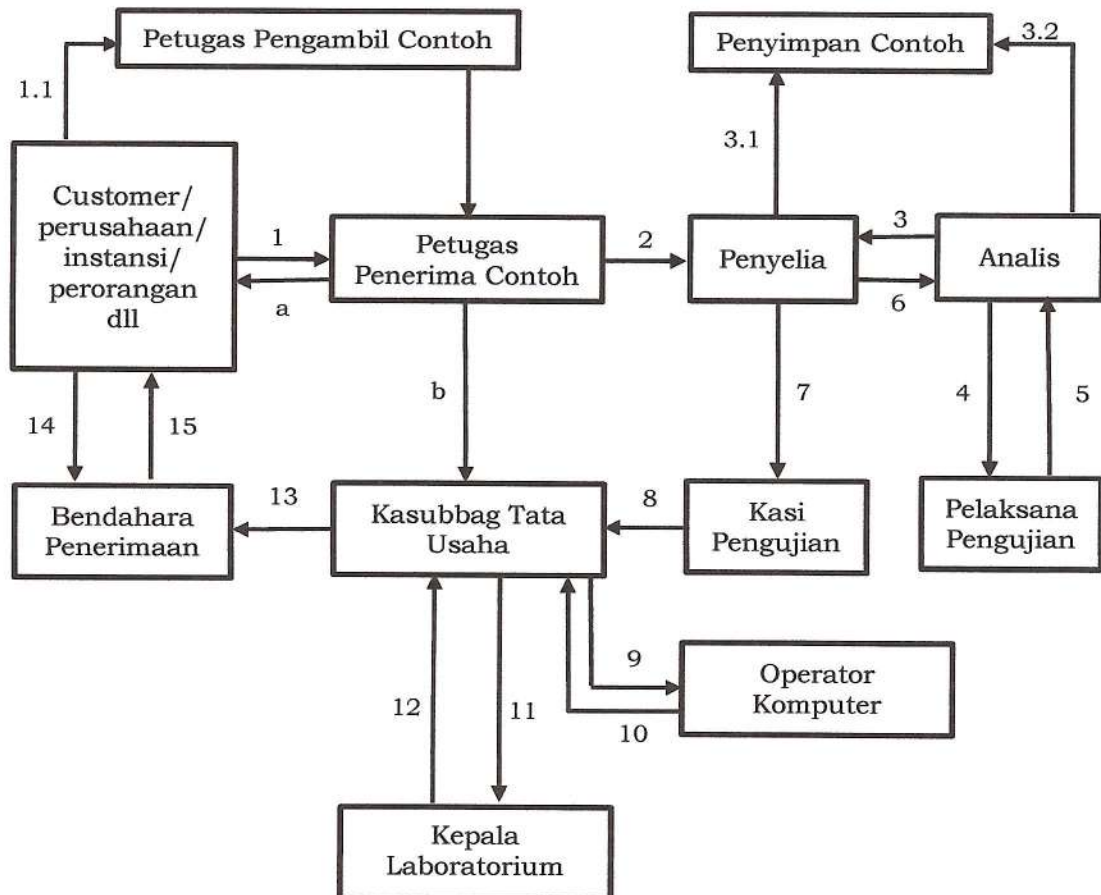 Petugas Pengambil Contoh
Penyimpan Contoh
3.2
1.1
3.1
Customer/
perusahaan/
instansi/
perorangan
dll
1
a
Petugas
Penerima Contoh
2
Penyelia
3
6
Analis
14
15
b
7
4
5
Bendahara
Penerimaan
13
Kasubbag Tata
Usaha
8
Kasi
Pengujian
Pelaksana
Pengujian
9
10
Operator
Komputer
12
11
Kepala
Laboratorium